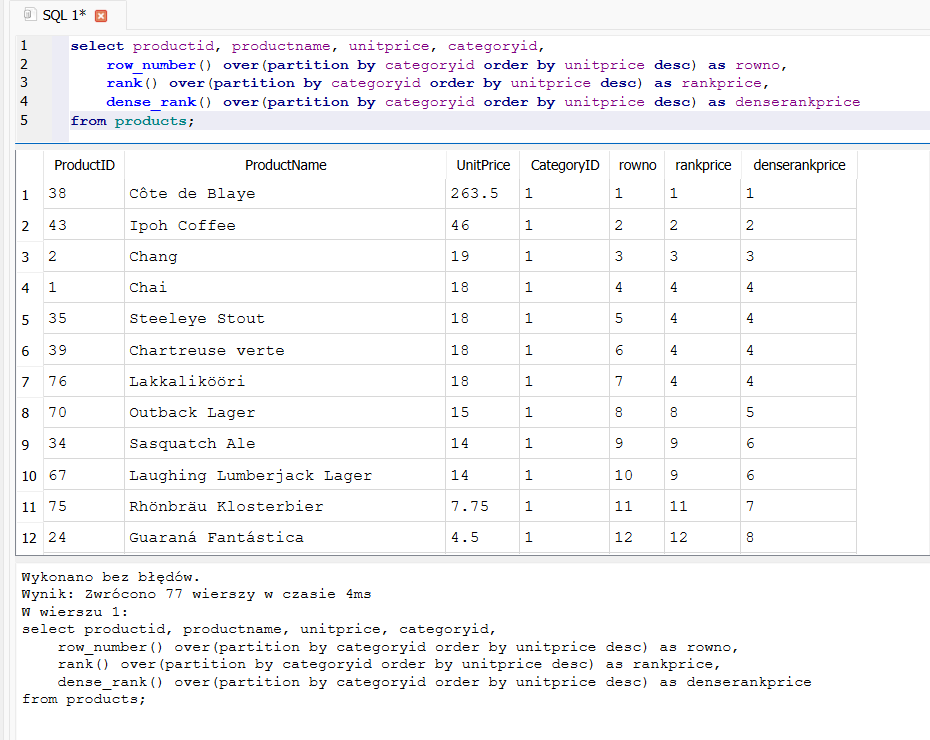 SQL 1*
1 select productid, productname, unitprice, categoryid,
2 row_number() over(partition by categoryid order by unitprice desc) as rowno,
3 rank() over(partition by categoryid order by unitprice desc) as rankprice,
4 dense_rank() over(partition by categoryid order by unitprice desc) as denserankprice
5 from products;
ProductID ProductName UnitPrice CategoryID rowno rankprice denserankprice
1 38 Côte de Blaye 263.5 1 1 1 1
2 43 Ipoh Coffee 46 1 2 2 2
3 2 Chang 19 1 3 3 3
4 1 Chai 18 1 4 4 4
5 35 Steeleye Stout 18 1 5 4 4
6 39 Chartreuse verte 18 1 6 4 4
7 76 Lakkalikööri 18 1 7 4 4
8 70 Outback Lager 15 1 8 8 5
9 34 Sasquatch Ale 14 1 9 9 6
10 67 Laughing Lumberjack Lager 14 1 10 9 6
11 75 Rhönbräu Klosterbier 7.75 1 11 11 7
12 24 Guaraná Fantástica 4.5 1 12 12 8
Wykonano bez błędów.
Wynik: Zwrócono 77 wierszy w czasie 4ms
W wierszu 1:
select productid, productname, unitprice, categoryid,
row_number() over(partition by categoryid order by unitprice desc) as rowno,
rank() over(partition by categoryid order by unitprice desc) as rankprice,
dense_rank() over(partition by categoryid order by unitprice desc) as denserankprice
from products;